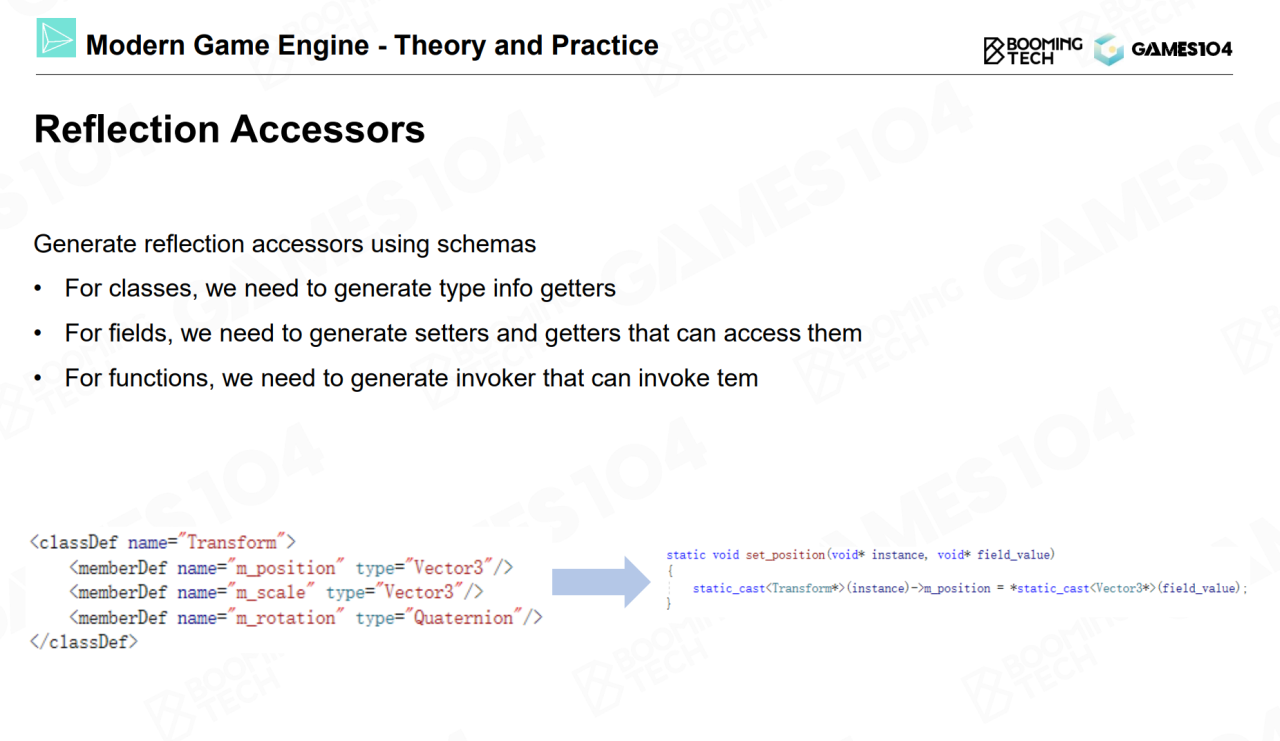 Modern Game Engine - Theory and Practice
BOOMING
TECH
GAMES104
Reflection Accessors
Generate reflection accessors using schemas
• For classes, we need to generate type info getters
• For fields, we need to generate setters and getters that can access them
• For functions, we need to generate invoker that can invoke tem
<classDef name="Transform">
<memberDef name="m_position" type="Vector3"/>
<memberDef name="m_scale" type="Vector3"/>
<memberDef name="m_rotation" type="Quaternion"/>
</classDef>
static void set_position(void* instance, void* field_value)
{
static_cast<Transform*>(instance)->m_position = *static_cast<Vector3*>(field_value);
}